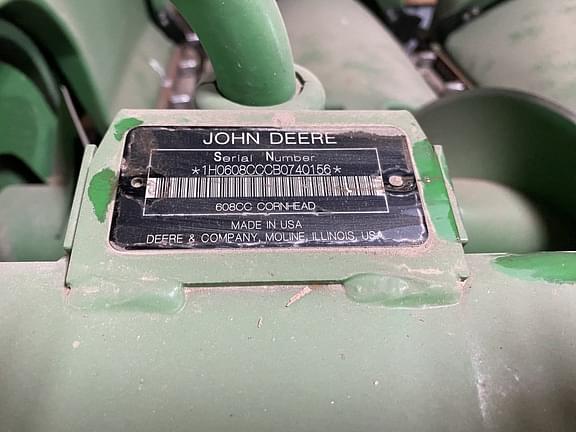 JOHN DEERE
Serial Number
*1H0608CCCB0740156*
608CC CORNHEAD
MADE IN USA
DEERE & COMPANY, MOLINE, ILLINOIS, USA